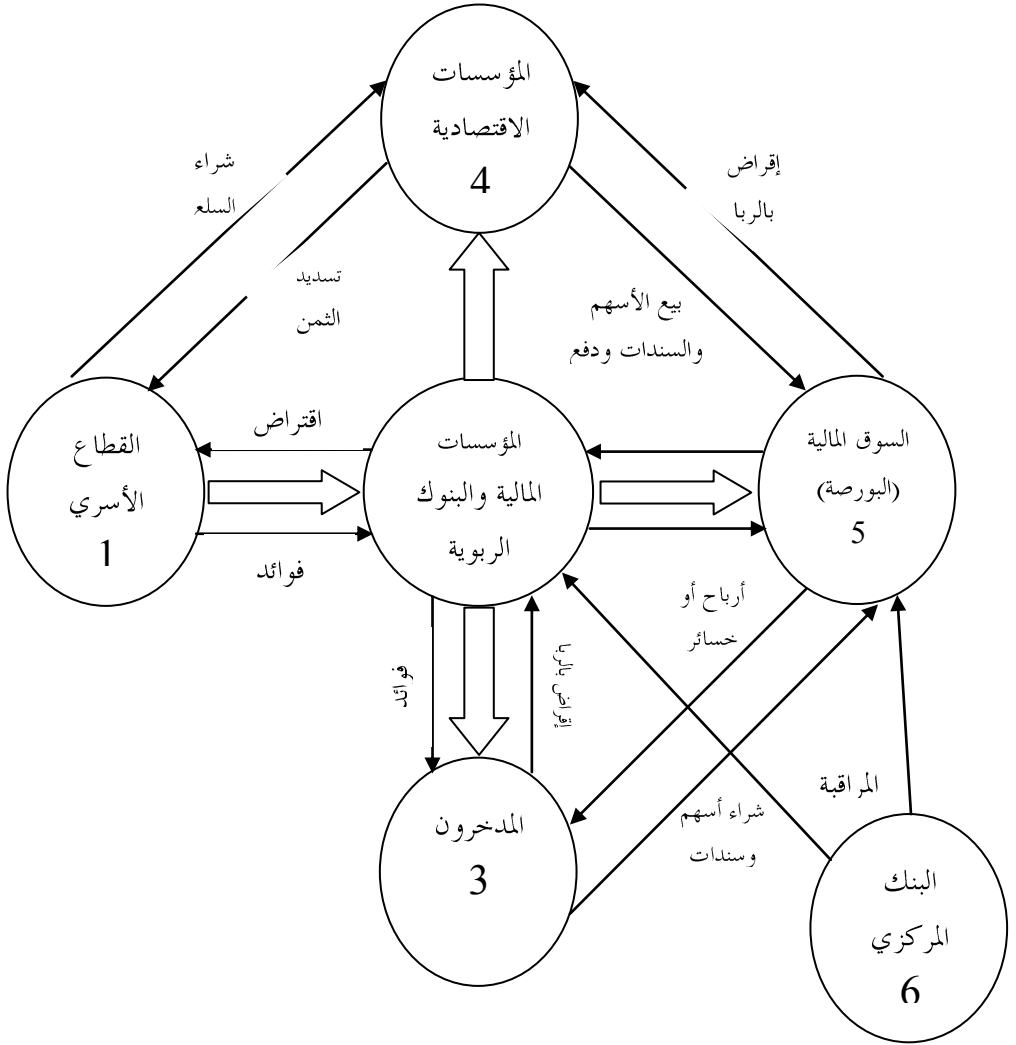 المؤسسات
الاقتصادية
4
شراء
السلع
إقراض
بالربا
تسديد
الثمن
بيع الأسهم
والسندات ودفع
القطاع
الأسري
1
اقتراض
فوائد
المؤسسات
المالية والبنوك
الربوية
السوق المالية
(البورصة)
5
أرباح أو
خسائر
فوائد
إقراض بالربا
المراقبة
شراء أسهم
وسندات
المدخرون
3
البنك
المركزي
6